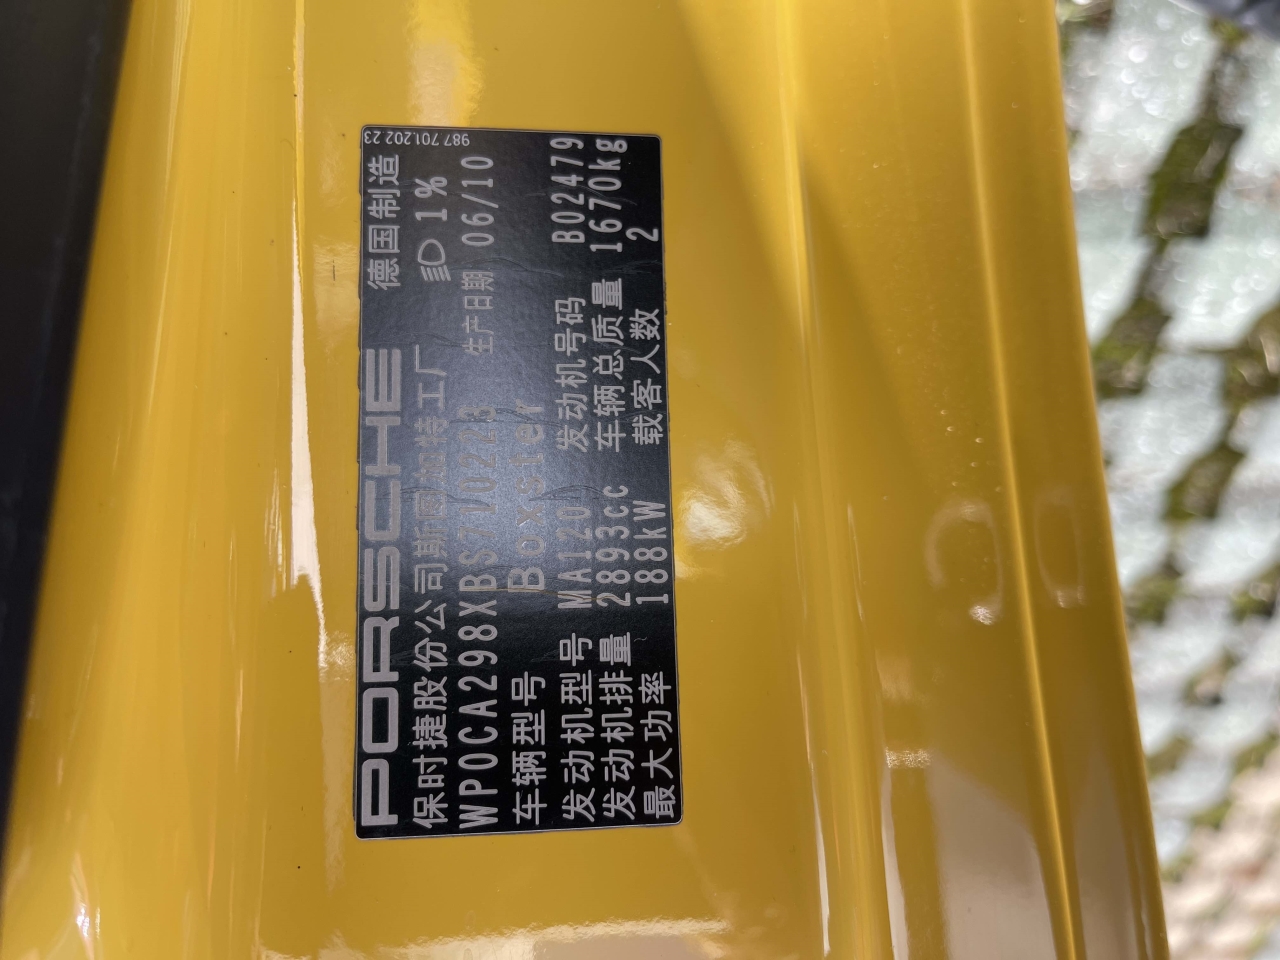 PORSCHE 德国制造 987 701.202 23
保时捷股份公司斯图加特工厂 1%
WP0CA298XBS710223 生产日期 06/10
车辆型号 Boxster
发动机型号 MA120 发动机号码 B02479
发动机排量 2893cc 车辆总质量 1670kg
最大功率 188kW 载客人数 2